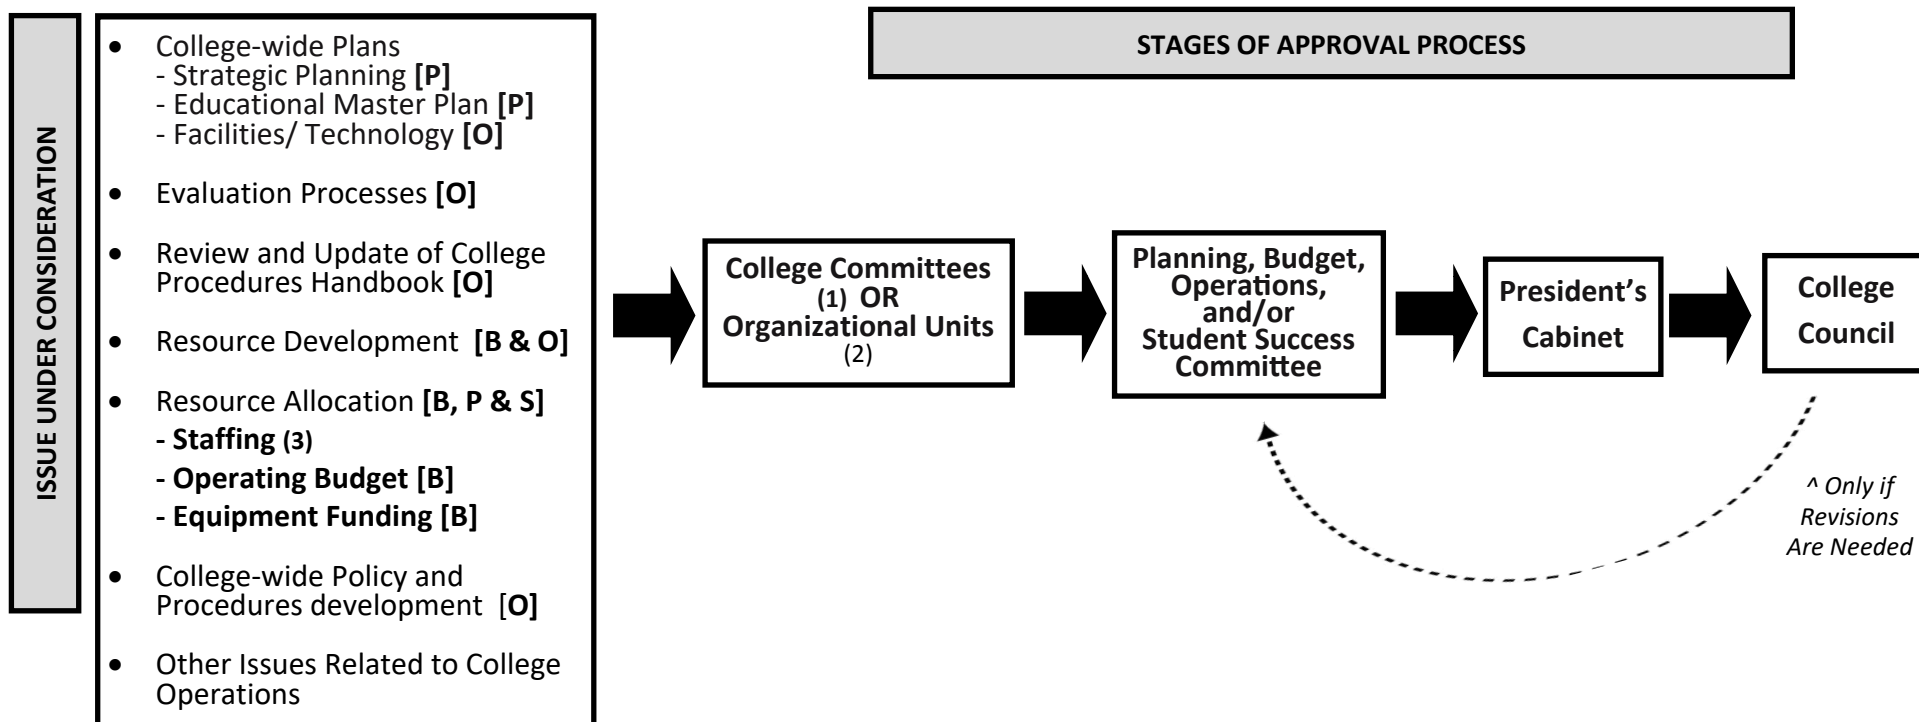 ISSUE UNDER CONSIDERATION
• College-wide Plans
- Strategic Planning [P]
- Educational Master Plan [P]
- Facilities/ Technology [O]
• Evaluation Processes [O]
• Review and Update of College
Procedures Handbook [O]
• Resource Development [B & O]
• Resource Allocation [B, P & S]
- Staffing (3)
- Operating Budget [B]
- Equipment Funding [B]
• College-wide Policy and
Procedures development [O]
• Other Issues Related to College
Operations
STAGES OF APPROVAL PROCESS
College Committees
(1) OR
Organizational Units
(2)
Planning, Budget,
Operations,
and/or
Student Success
Committee
President’s
Cabinet
College
Council
^ Only if
Revisions
Are Needed